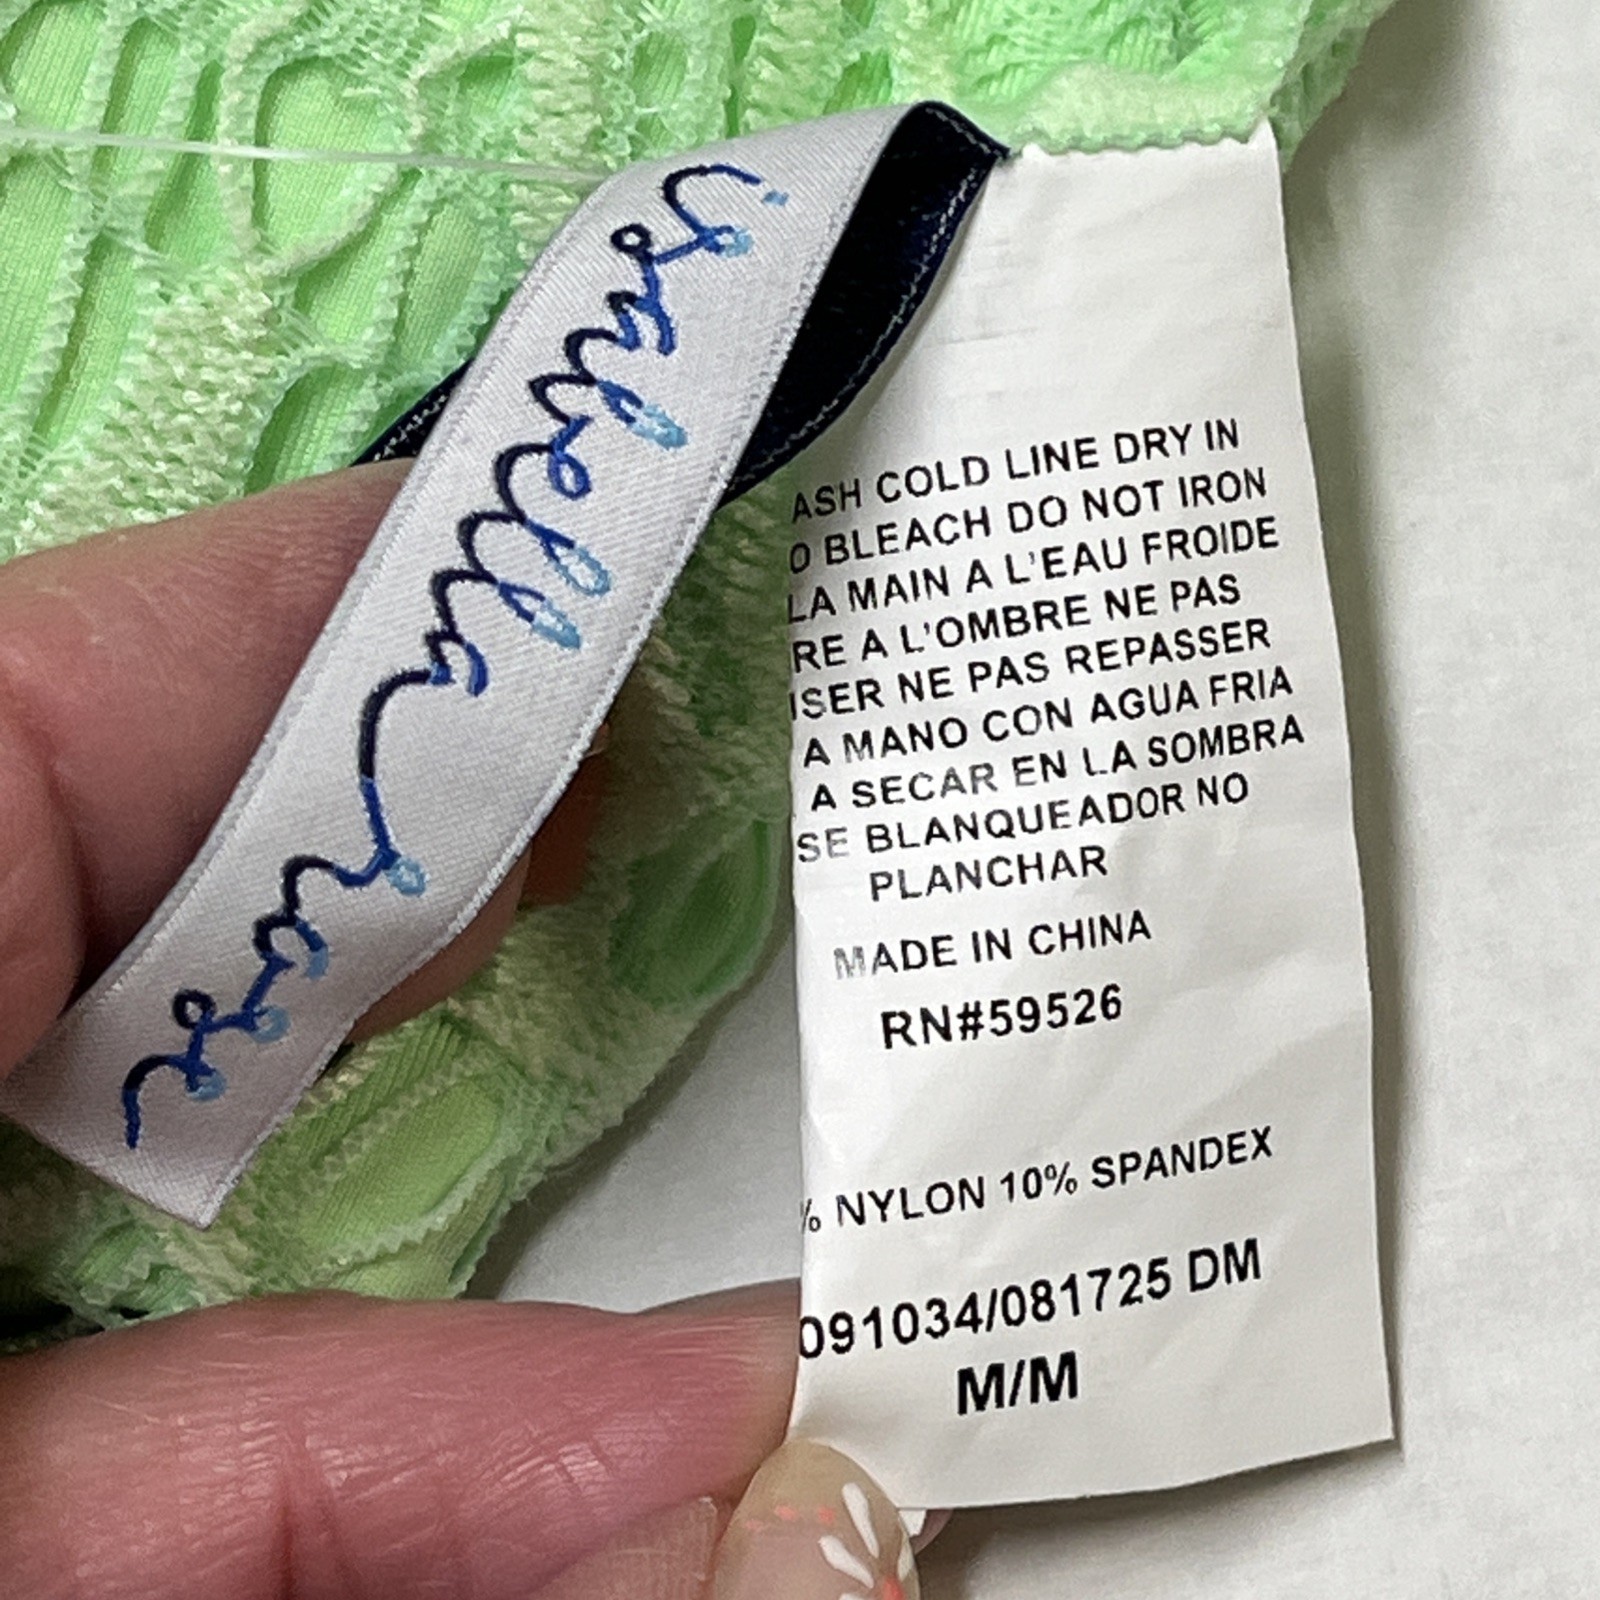 isabella rose
ASH COLD LINE DRY IN
O BLEACH DO NOT IRON
LA MAIN A L'EAU FROIDE
RE A L'OMBRE NE PAS
ISER NE PAS REPASSER
A MANO CON AGUA FRIA
A SECAR EN LA SOMBRA
SE BLANQUEADOR NO
PLANCHAR
MADE IN CHINA
RN#59526
% NYLON 10% SPANDEX
091034/081725 DM
M/M